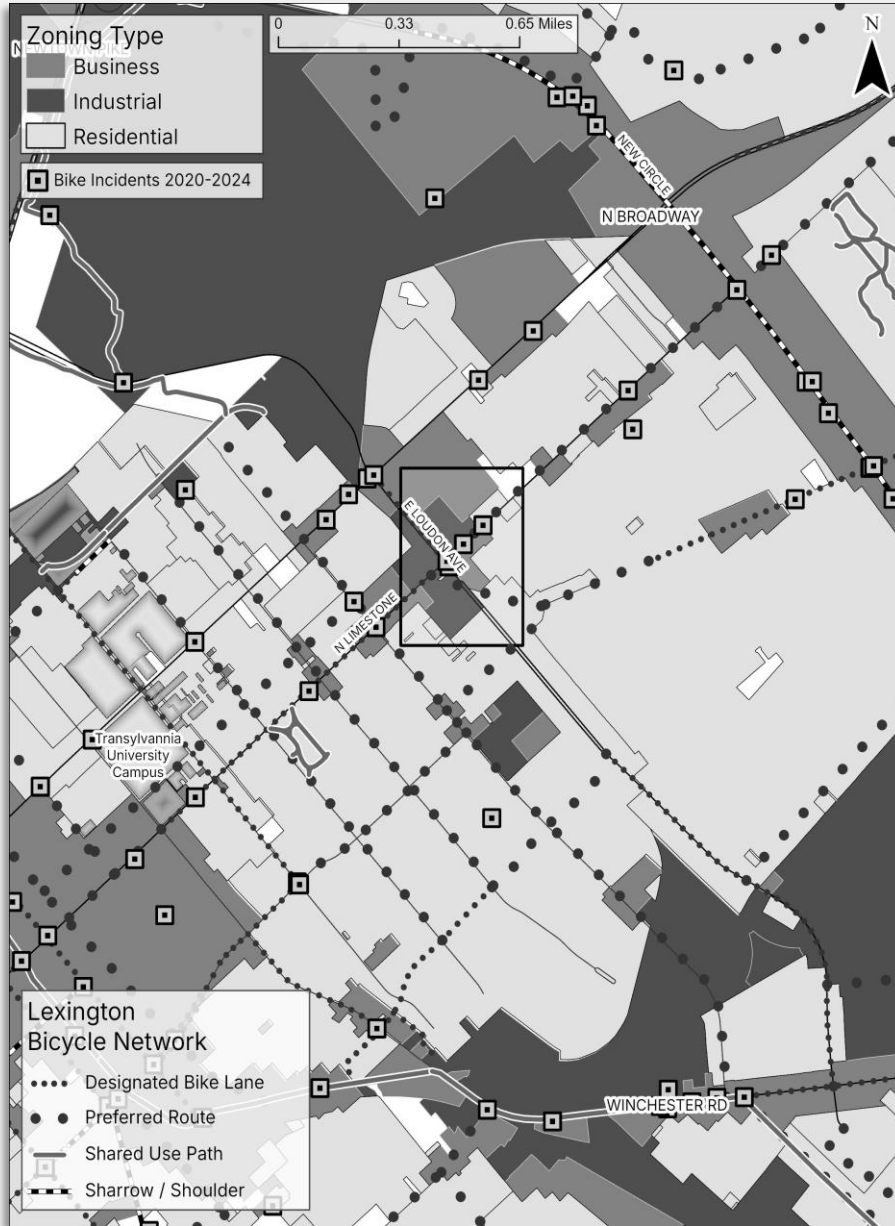 Zoning Type
Business
Industrial
Residential
Bike Incidents 2020-2024
0 0.33 0.65 Miles
N
NEWTOWN PIKE
NEW CIRCLE
N BROADWAY
E LOUDON AVE
N LIMESTONE
Transylvannia
University
Campus
WINCHESTER RD
Lexington
Bicycle Network
Designated Bike Lane
Preferred Route
Shared Use Path
Sharrow / Shoulder